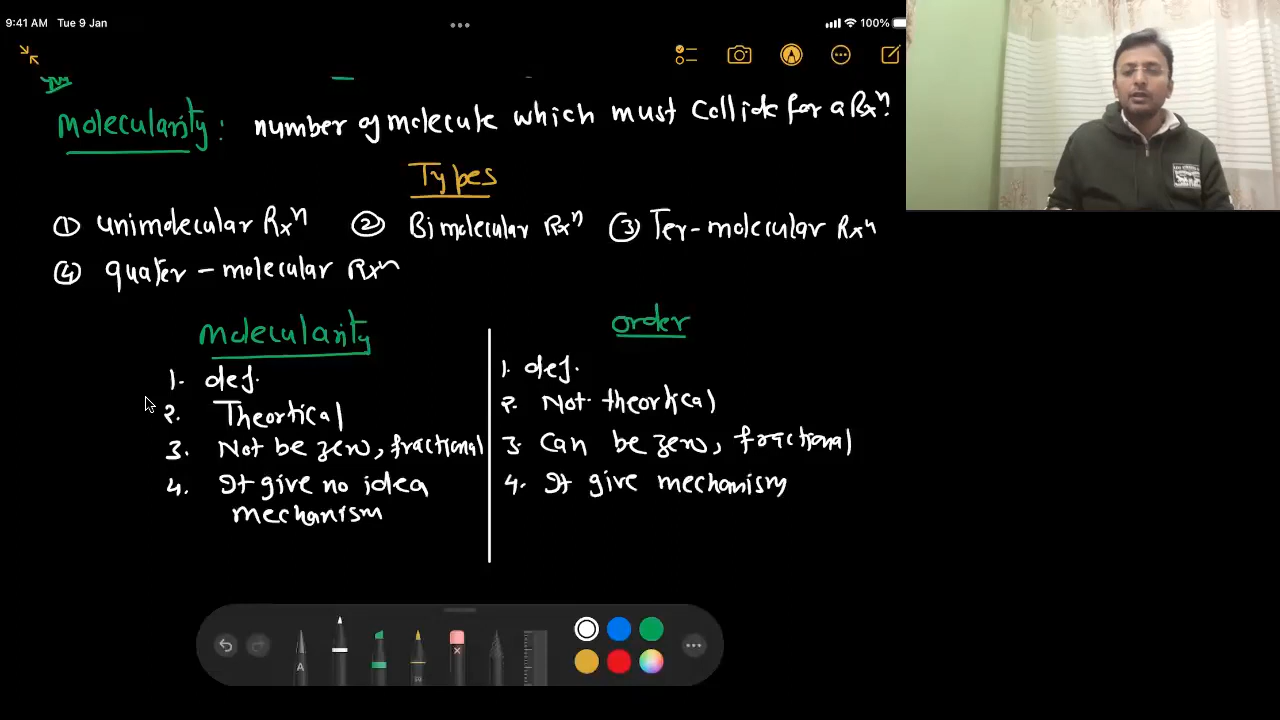 9:41 AM Tue 9 Jan
100%
Molecularity: number of molecule which must collide for a Rxn?
Types
① unimolecular Rxⁿ ② Bimolecular Rxⁿ ③ Ter-molecular Rxⁿ
④ quater-molecular Rxⁿ
Molecularity
1. def.
2. Theortical
3. Not be zero, fractional
4. It give no idea
mechanism
order
1. def.
2. Not theortical
3. Can be zero, fractional
4. It give mechanism
A